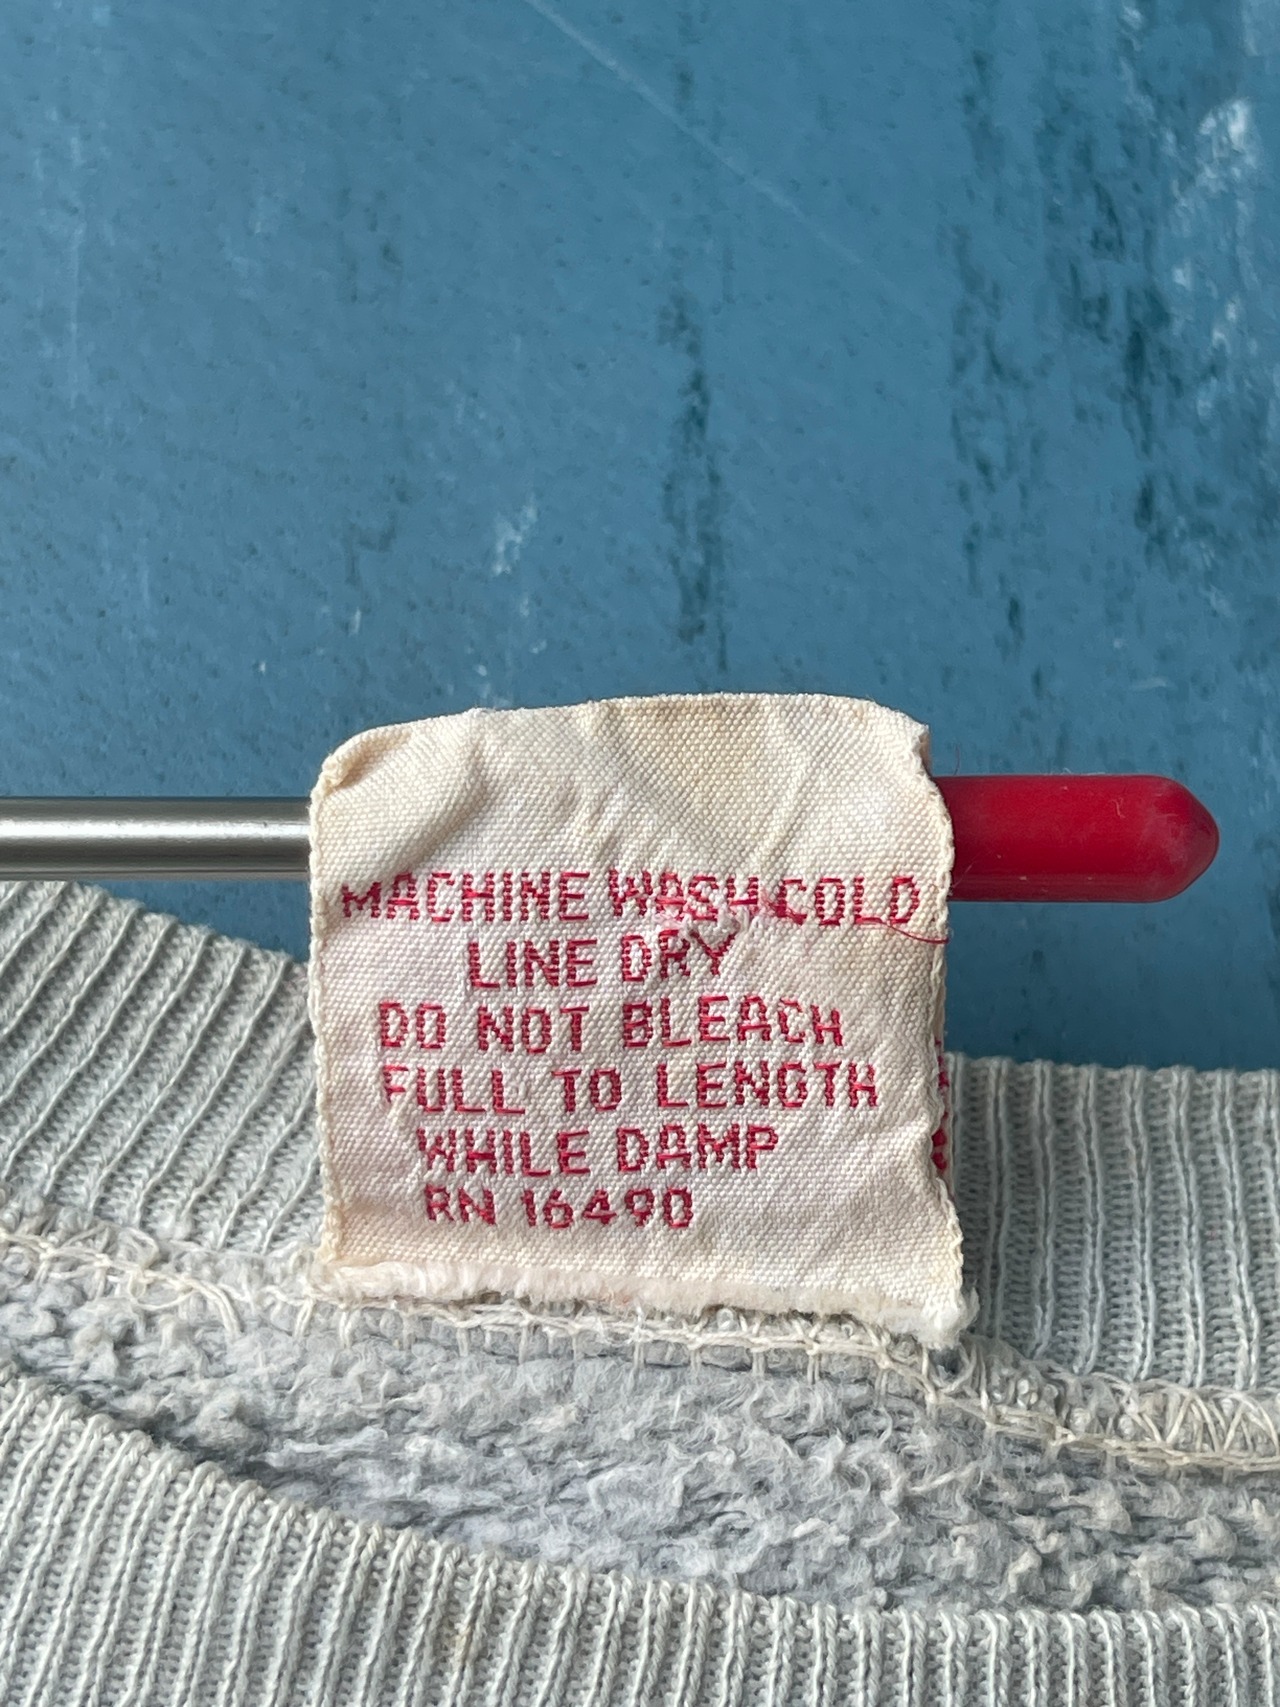 MACHINE WASH COLD
LINE DRY
DO NOT BLEACH
FULL TO LENGTH
WHILE DAMP
RN 16490